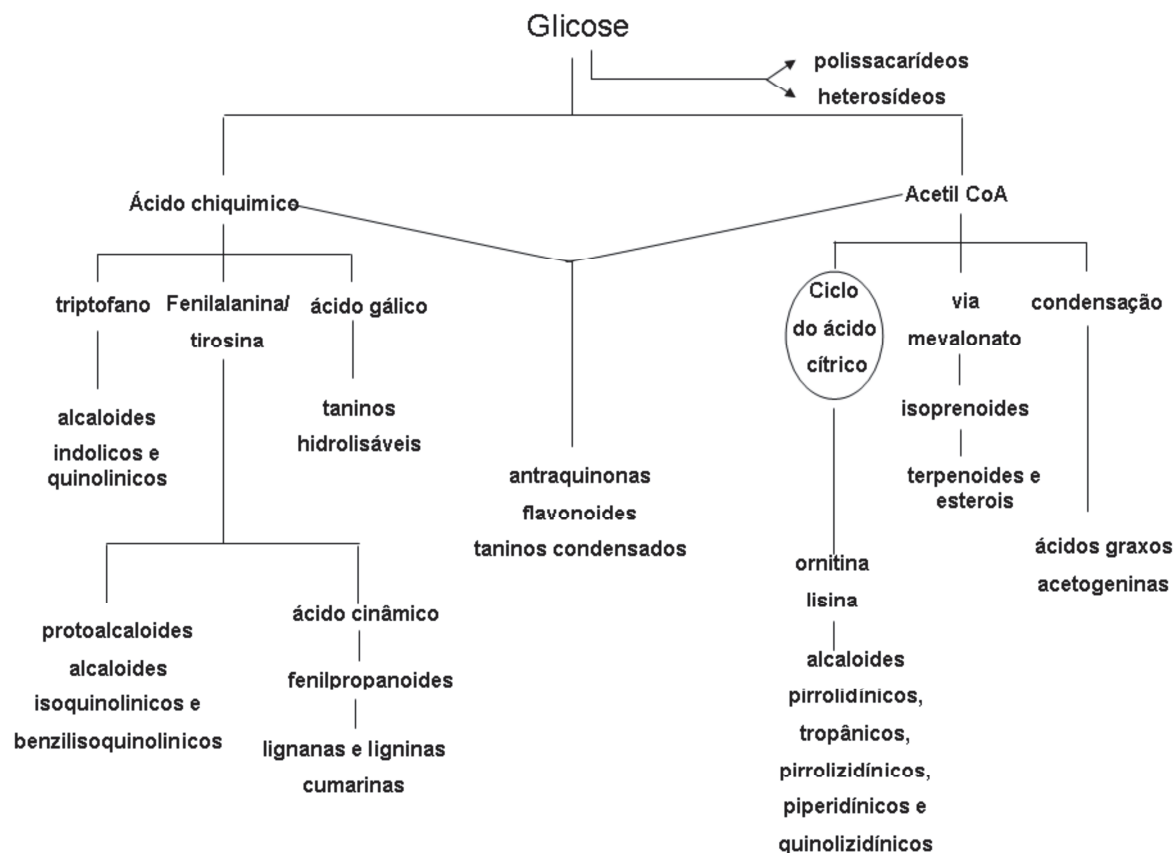 Glicose
polissacarídeos
heterosídeos
Ácido chiquimico
Acetil CoA
triptofano
Fenilalanina/
tirosina
ácido gálico
Ciclo
do ácido
cítrico
via
mevalonato
condensação
alcaloides
indolicos e
quinolinicos
taninos
hidrolisáveis
isoprenoides
terpenoides e
esterois
antraquinonas
flavonoides
taninos condensados
ácidos graxos
acetogeninas
ornitina
lisina
protoalcaloides
alcaloides
isoquinolinicos e
benzilisoquinolinicos
ácido cinâmico
fenilpropanoides
lignanas e ligninas
cumarinas
alcaloides
pirrolidínicos,
tropânicos,
pirrolizidínicos,
piperidínicos e
quinolizidínicos